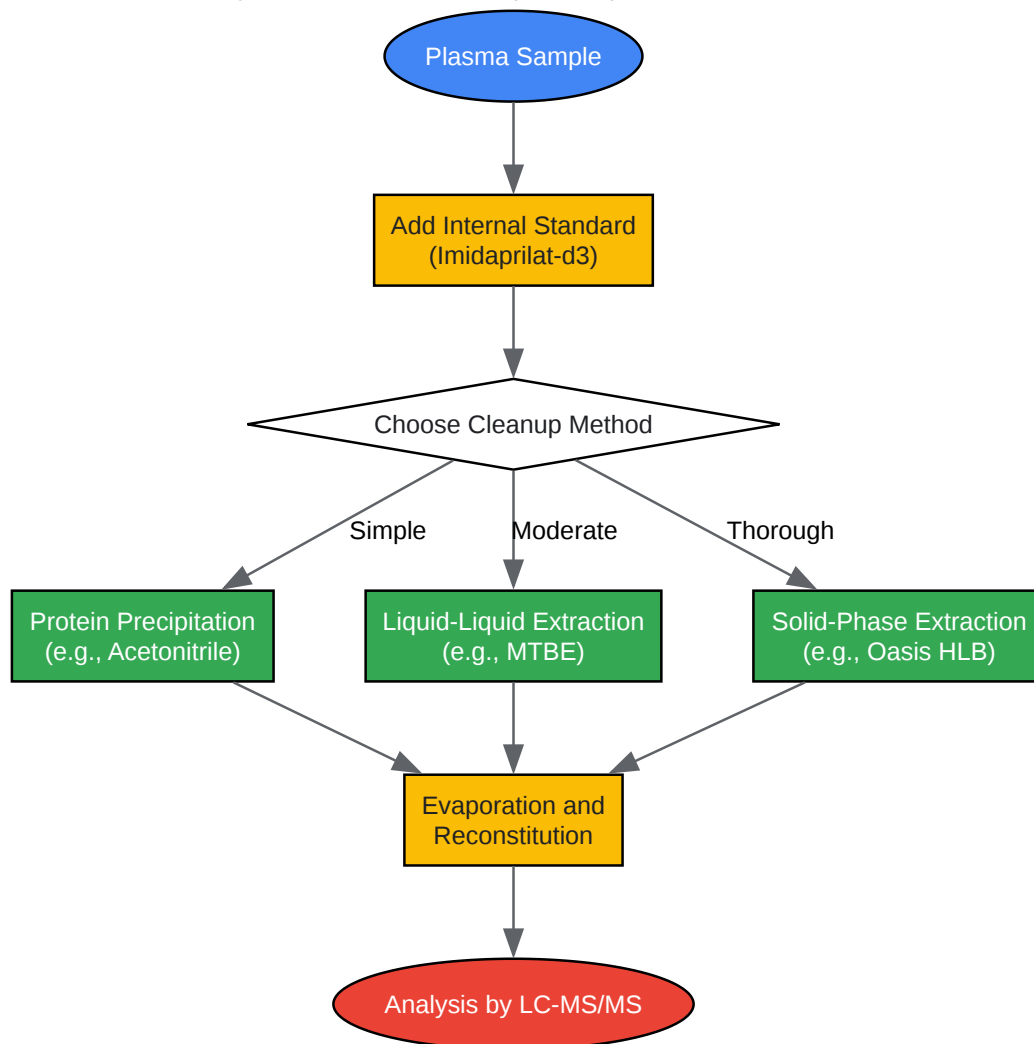 Plasma Sample
Add Internal Standard
(Imidaprilat-d3)
Choose Cleanup Method
Simple
Moderate
Thorough
Protein Precipitation
(e.g., Acetonitrile)
Liquid-Liquid Extraction
(e.g., MTBE)
Solid-Phase Extraction
(e.g., Oasis HLB)
Evaporation and
Reconstitution
Analysis by LC-MS/MS